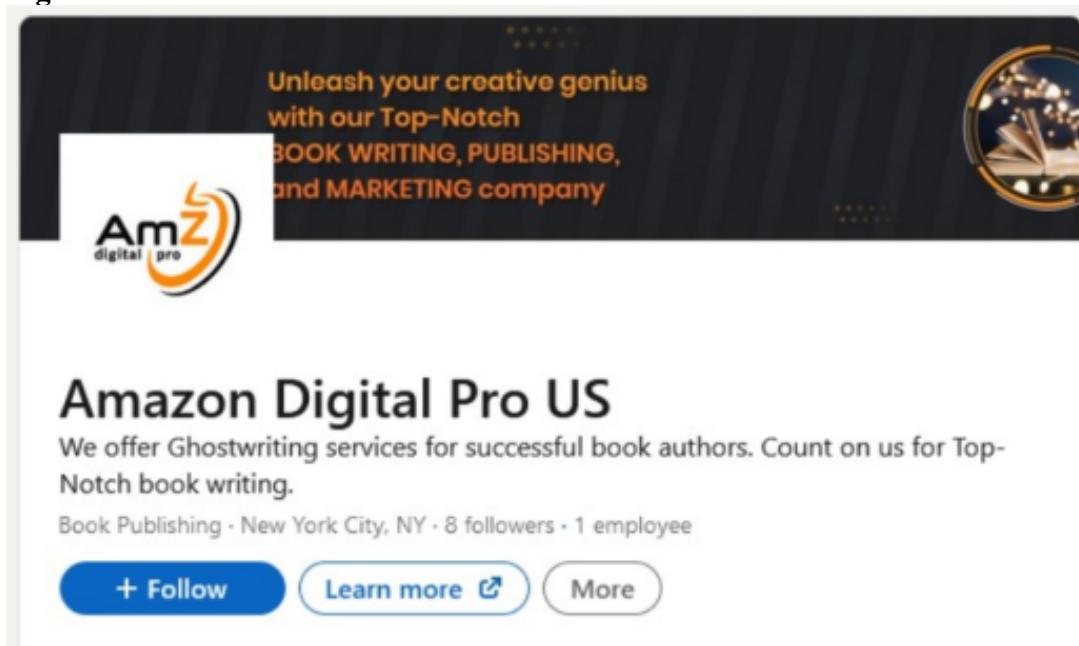 Unleash your creative genius
with our Top-Notch
BOOK WRITING, PUBLISHING,
and MARKETING company
AmZ
digital pro
Amazon Digital Pro US
We offer Ghostwriting services for successful book authors. Count on us for Top-
Notch book writing.
Book Publishing · New York City, NY · 8 followers · 1 employee
+ Follow
Learn more
More